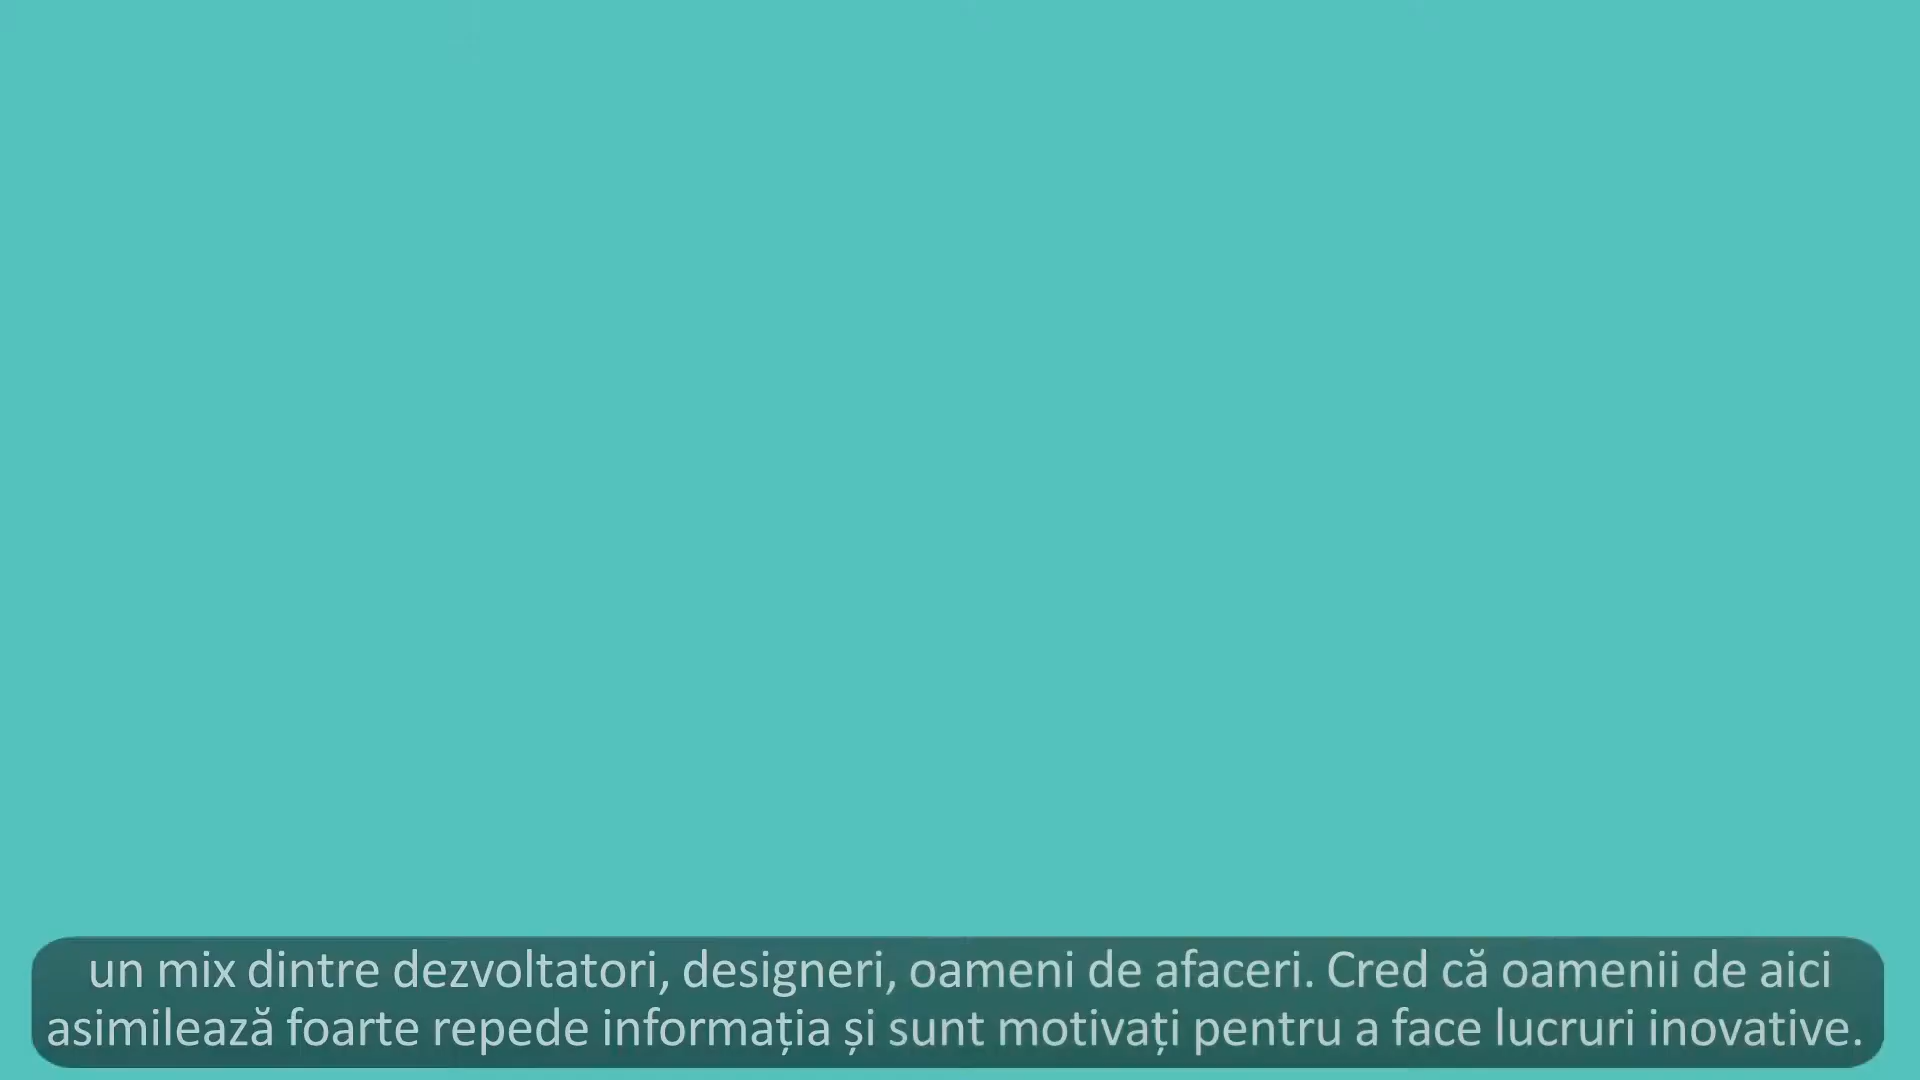 un mix dintre dezvoltatori, designeri, oameni de afaceri. Cred că oamenii de aici
asimilează foarte repede informația și sunt motivați pentru a face lucruri inovative.